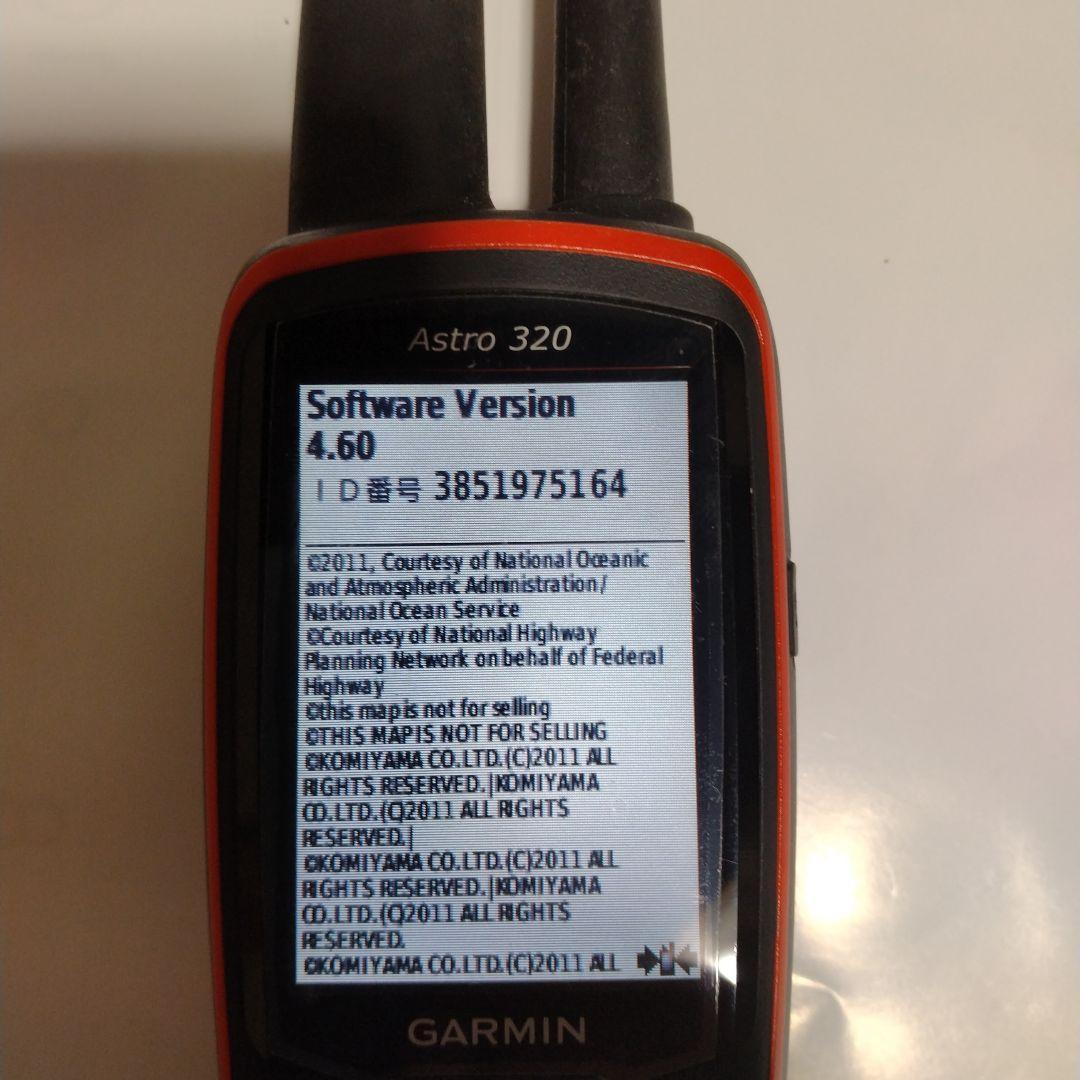 Astro 320
Software Version
4.60
ＩＤ番号 3851975164
©2011, Courtesy of National Oceanic
and Atmospheric Administration/
National Ocean Service
©Courtesy of National Highway
Planning Network on behalf of Federal
Highway
©this map is not for selling
©THIS MAP IS NOT FOR SELLING
©KOMIYAMA CO.LTD.(C)2011 ALL
RIGHTS RESERVED.|KOMIYAMA
CO.LTD.(C)2011 ALL RIGHTS
RESERVED.|
©KOMIYAMA CO.LTD.(C)2011 ALL
RIGHTS RESERVED.|KOMIYAMA
CO.LTD.(C)2011 ALL RIGHTS
RESERVED.
©KOMIYAMA CO.LTD.(C)2011 ALL
GARMIN